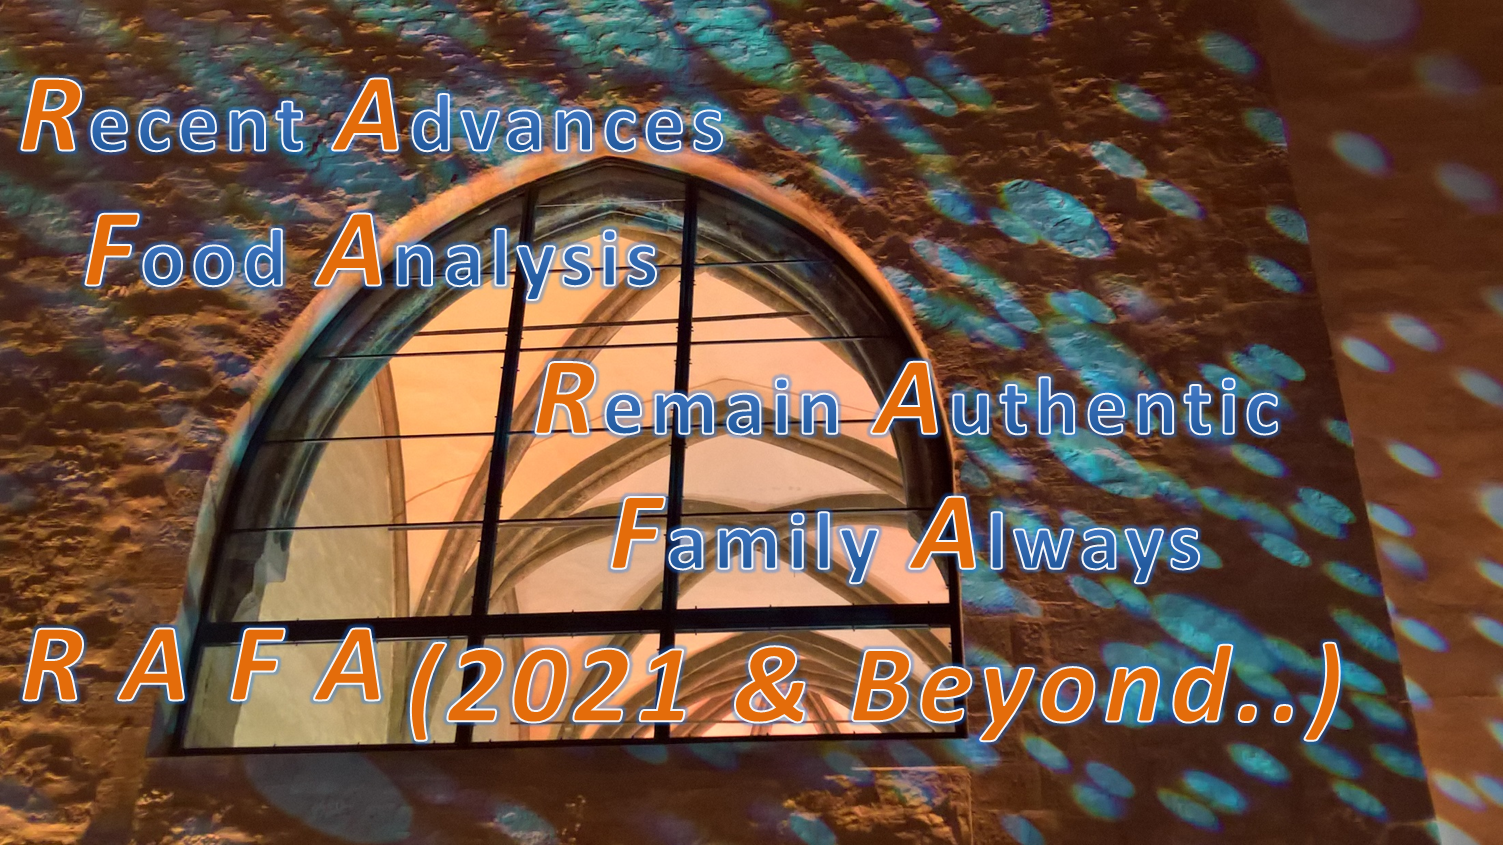 Recent Advances
Food Analysis
Remain Authentic
Family Always
R A F A (2021 & Beyond..)